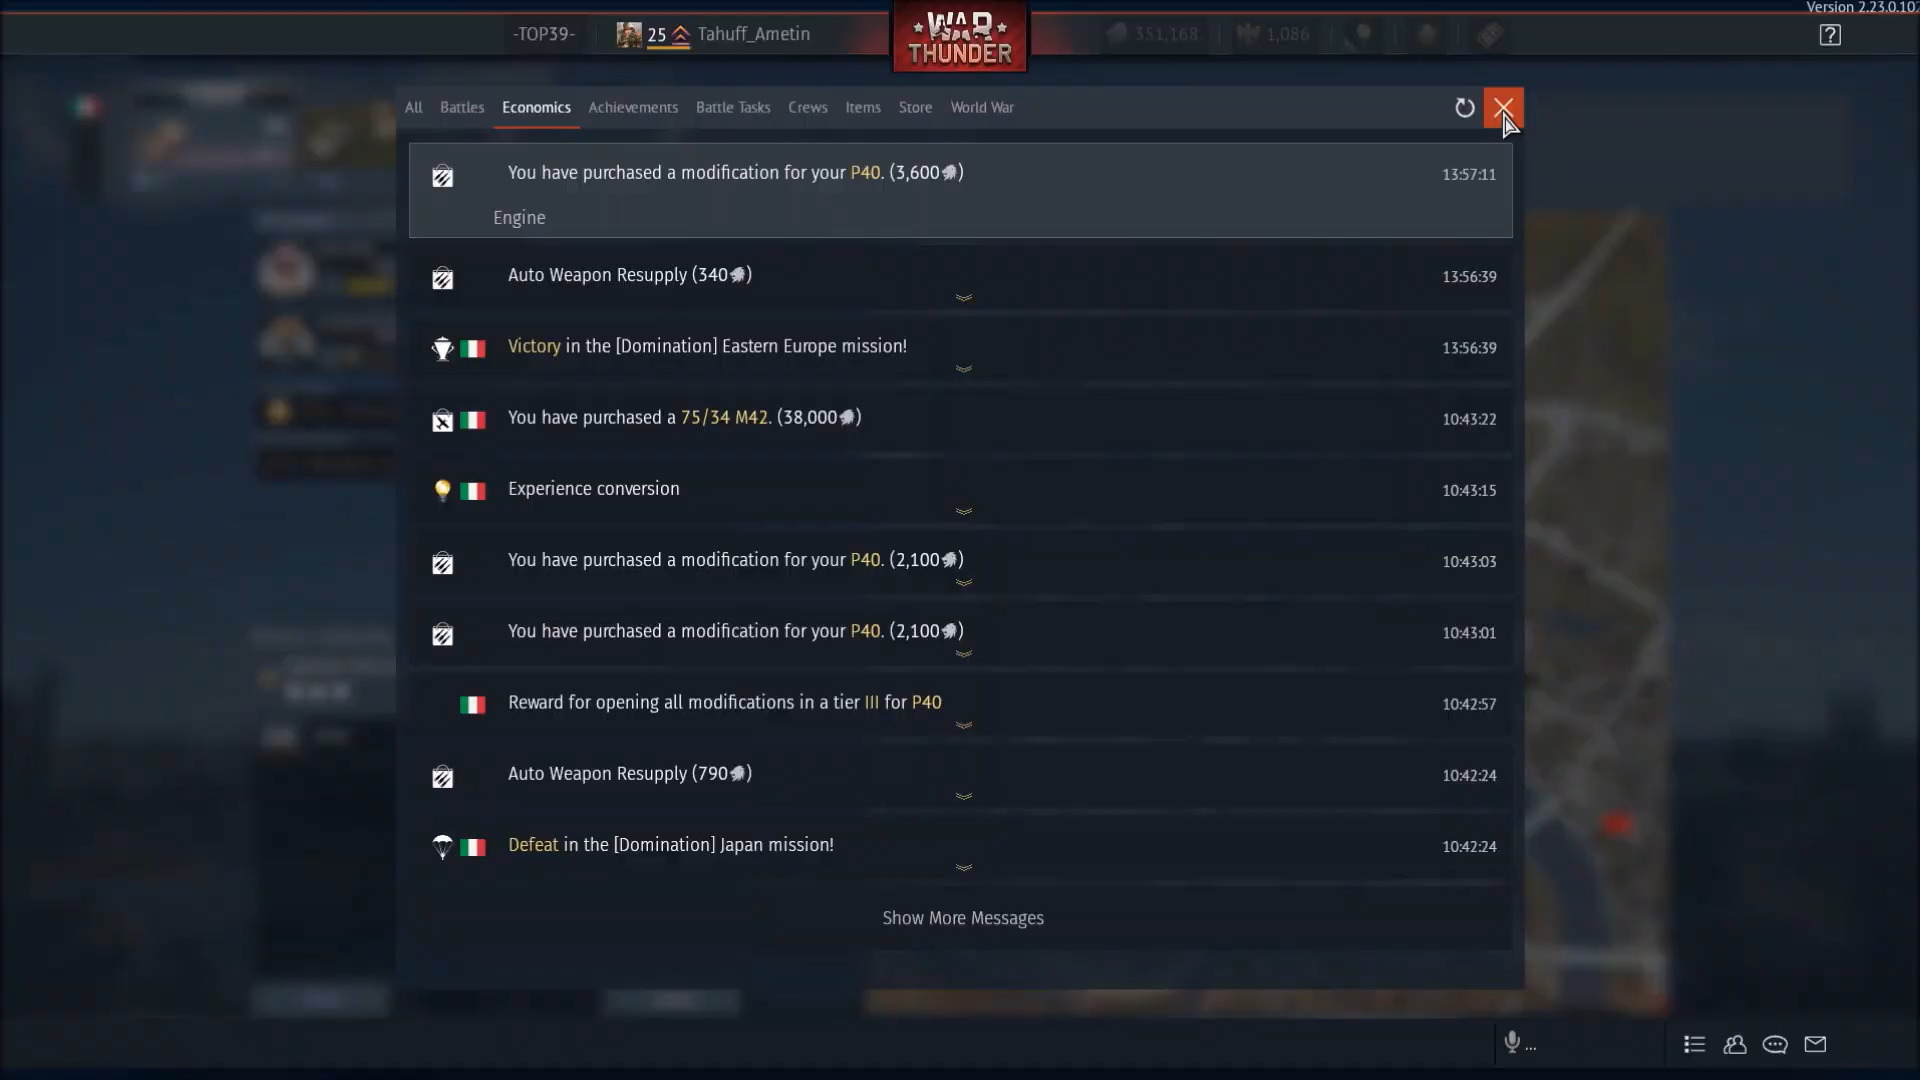 Version 2.23.0.102
-TOP39-
25 Tahuff_Ametin
WAR THUNDER
351,168
1,086
All Battles Economics Achievements Battle Tasks Crews Items Store World War
You have purchased a modification for your P40. (3,600) 13:57:11
Engine
Auto Weapon Resupply (340) 13:56:39
Victory in the [Domination] Eastern Europe mission! 13:56:39
You have purchased a 75/34 M42. (38,000) 10:43:22
Experience conversion 10:43:15
You have purchased a modification for your P40. (2,100) 10:43:03
You have purchased a modification for your P40. (2,100) 10:43:01
Reward for opening all modifications in a tier III for P40 10:42:57
Auto Weapon Resupply (790) 10:42:24
Defeat in the [Domination] Japan mission! 10:42:24
Show More Messages
...